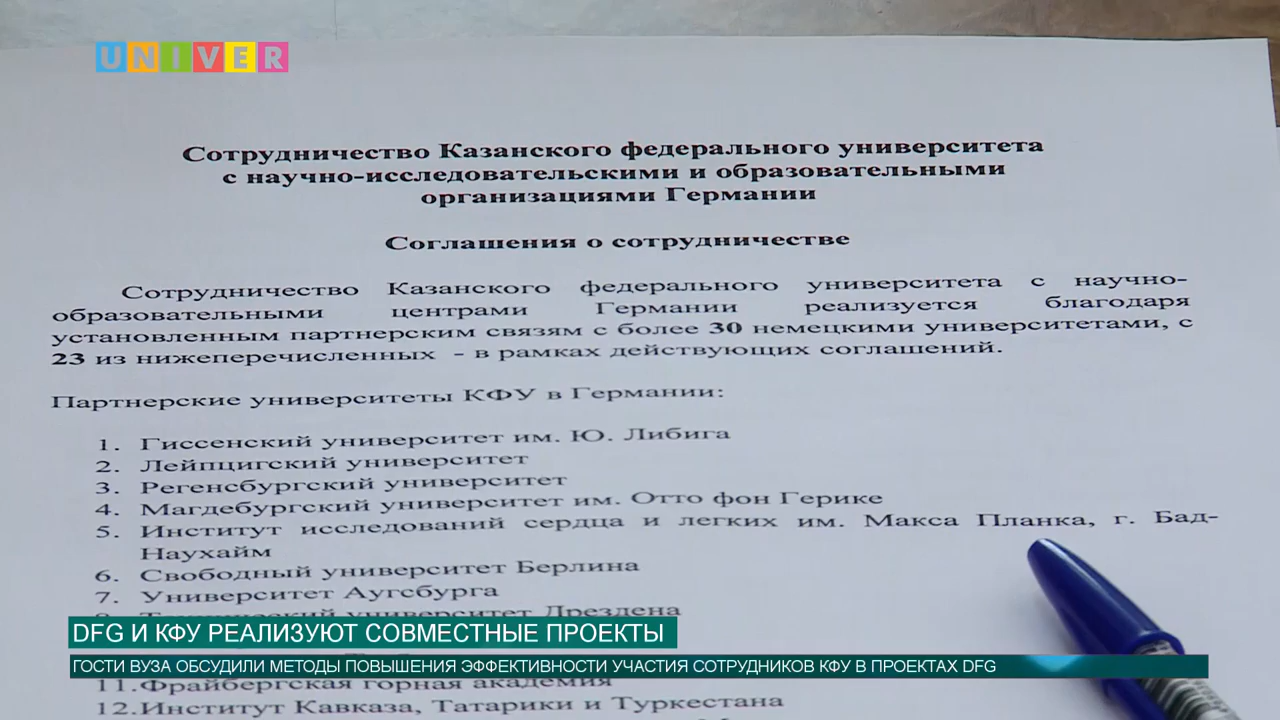 UNIVER
Сотрудничество Казанского федерального университета
с научно-исследовательскими и образовательными
организациями Германии
Соглашения о сотрудничестве
Сотрудничество Казанского федерального университета с научно-
образовательными центрами Германии реализуется благодаря
установленным партнерским связям с более 30 немецкими университетами, с
23 из нижеперечисленных - в рамках действующих соглашений.
Партнерские университеты КФУ в Германии:
1. Гиссенский университет им. Ю. Либига
2. Лейпцигский университет
3. Регенсбургский университет
4. Магдебургский университет им. Отто фон Герике
5. Институт исследований сердца и легких им. Макса Планка, г. Бад-
Наухайм
6. Свободный университет Берлина
7. Университет Аугсбурга
университет Дрездена
DFG И КФУ РЕАЛИЗУЮТ СОВМЕСТНЫЕ ПРОЕКТЫ
ГОСТИ ВУЗА ОБСУДИЛИ МЕТОДЫ ПОВЫШЕНИЯ ЭФФЕКТИВНОСТИ УЧАСТИЯ СОТРУДНИКОВ КФУ В ПРОЕКТАХ DFG
11.Фрайбергская горная академия
12.Институт Кавказа, Татарики и Туркестана